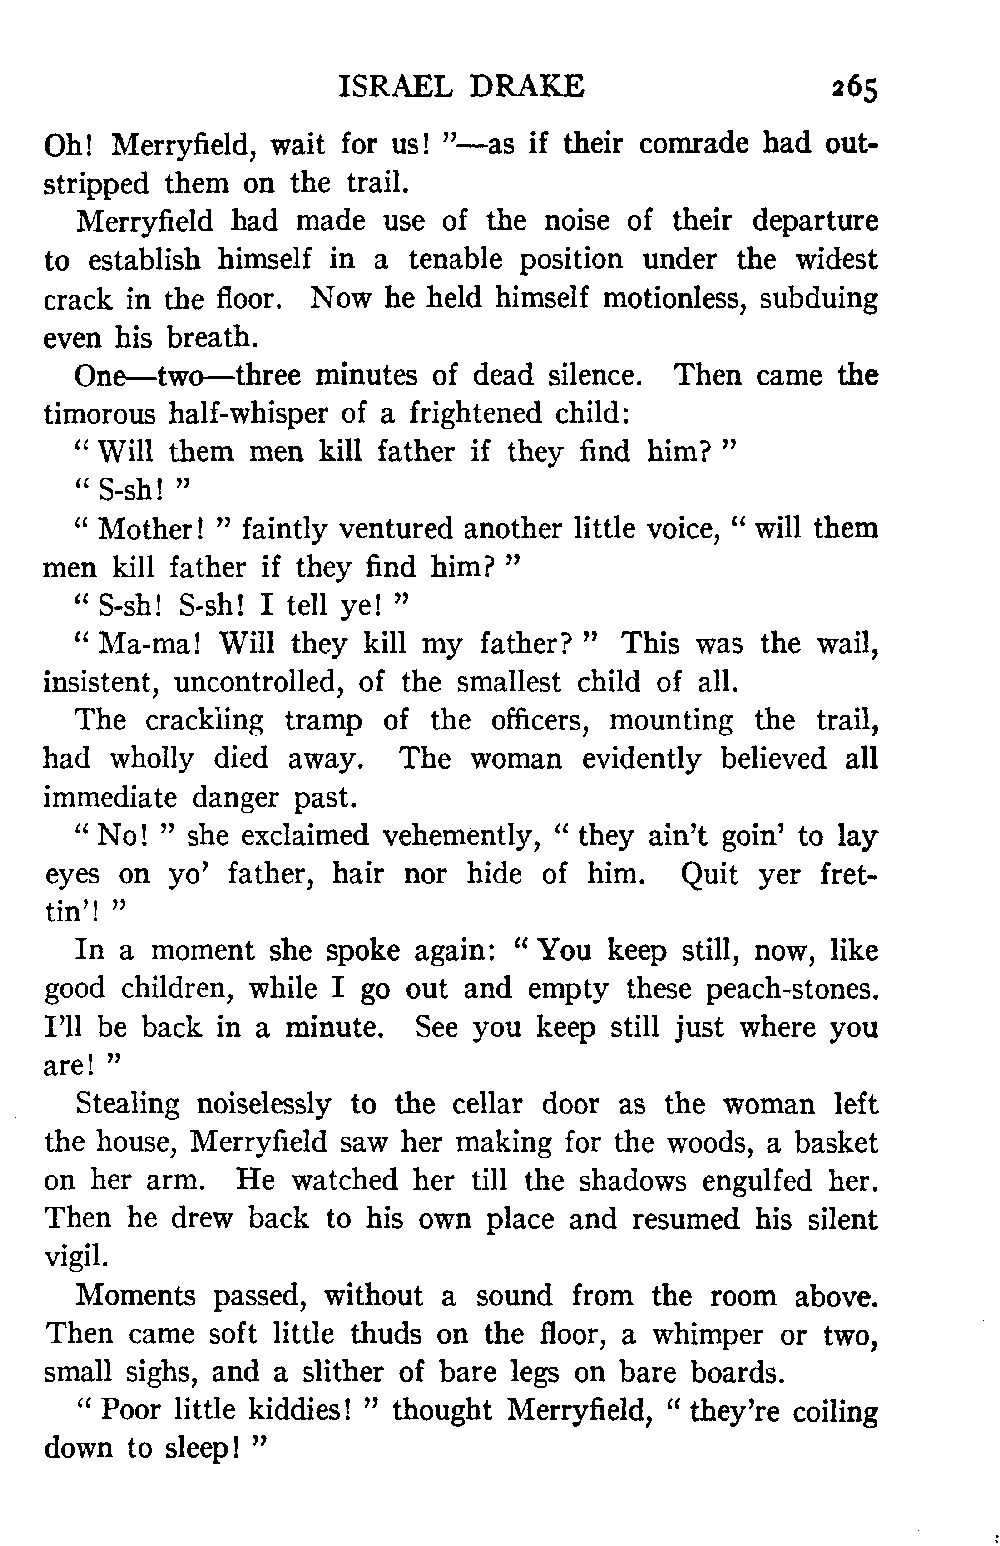 ISRAEL DRAKE 265
Oh! Merryfield, wait for us! ”—as if their comrade had out-
stripped them on the trail.
Merryfield had made use of the noise of their departure
to establish himself in a tenable position under the widest
crack in the floor. Now he held himself motionless, subduing
even his breath.
One—two—three minutes of dead silence. Then came the
timorous half-whisper of a frightened child:
“ Will them men kill father if they find him? ”
“ S-sh! ”
“ Mother! ” faintly ventured another little voice, “ will them
men kill father if they find him? ”
“ S-sh! S-sh! I tell ye! ”
“ Ma-ma! Will they kill my father? ” This was the wail,
insistent, uncontrolled, of the smallest child of all.
The crackling tramp of the officers, mounting the trail,
had wholly died away. The woman evidently believed all
immediate danger past.
“ No! ” she exclaimed vehemently, “ they ain’t goin’ to lay
eyes on yo’ father, hair nor hide of him. Quit yer fret-
tin’! ”
In a moment she spoke again: “ You keep still, now, like
good children, while I go out and empty these peach-stones.
I’ll be back in a minute. See you keep still just where you
are! ”
Stealing noiselessly to the cellar door as the woman left
the house, Merryfield saw her making for the woods, a basket
on her arm. He watched her till the shadows engulfed her.
Then he drew back to his own place and resumed his silent
vigil.
Moments passed, without a sound from the room above.
Then came soft little thuds on the floor, a whimper or two,
small sighs, and a slither of bare legs on bare boards.
“ Poor little kiddies! ” thought Merryfield, “ they’re coiling
down to sleep! ”